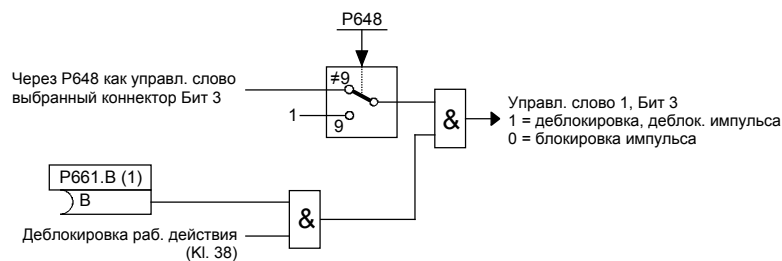 P648
Через P648 как управл. слово
выбранный коннектор Бит 3
≠9
1
9
&
Управл. слово 1, Бит 3
1 = деблокировка, деблок. импульса
0 = блокировка импульса
P661.B (1)
B
&
Деблокировка раб. действия
(Kl. 38)